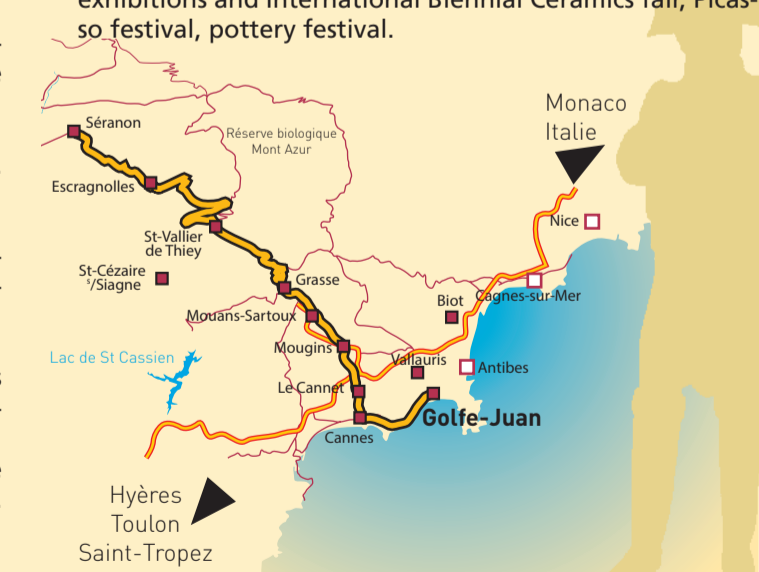 exhibitions and International Biennial Ceramics fair, Picas-
so festival, pottery festival.
Monaco
Italie
Séranon
Réserve biologique
Mont Azur
Escragnolles
Nice
St-Vallier
de Thiey
St-Cézaire
s/Siagne
Grasse
Cagnes-sur-Mer
Biot
Mouans-Sartoux
Mougins
Vallauris
Lac de St Cassien
Antibes
Le Cannet
Golfe-Juan
Cannes
Hyères
Toulon
Saint-Tropez